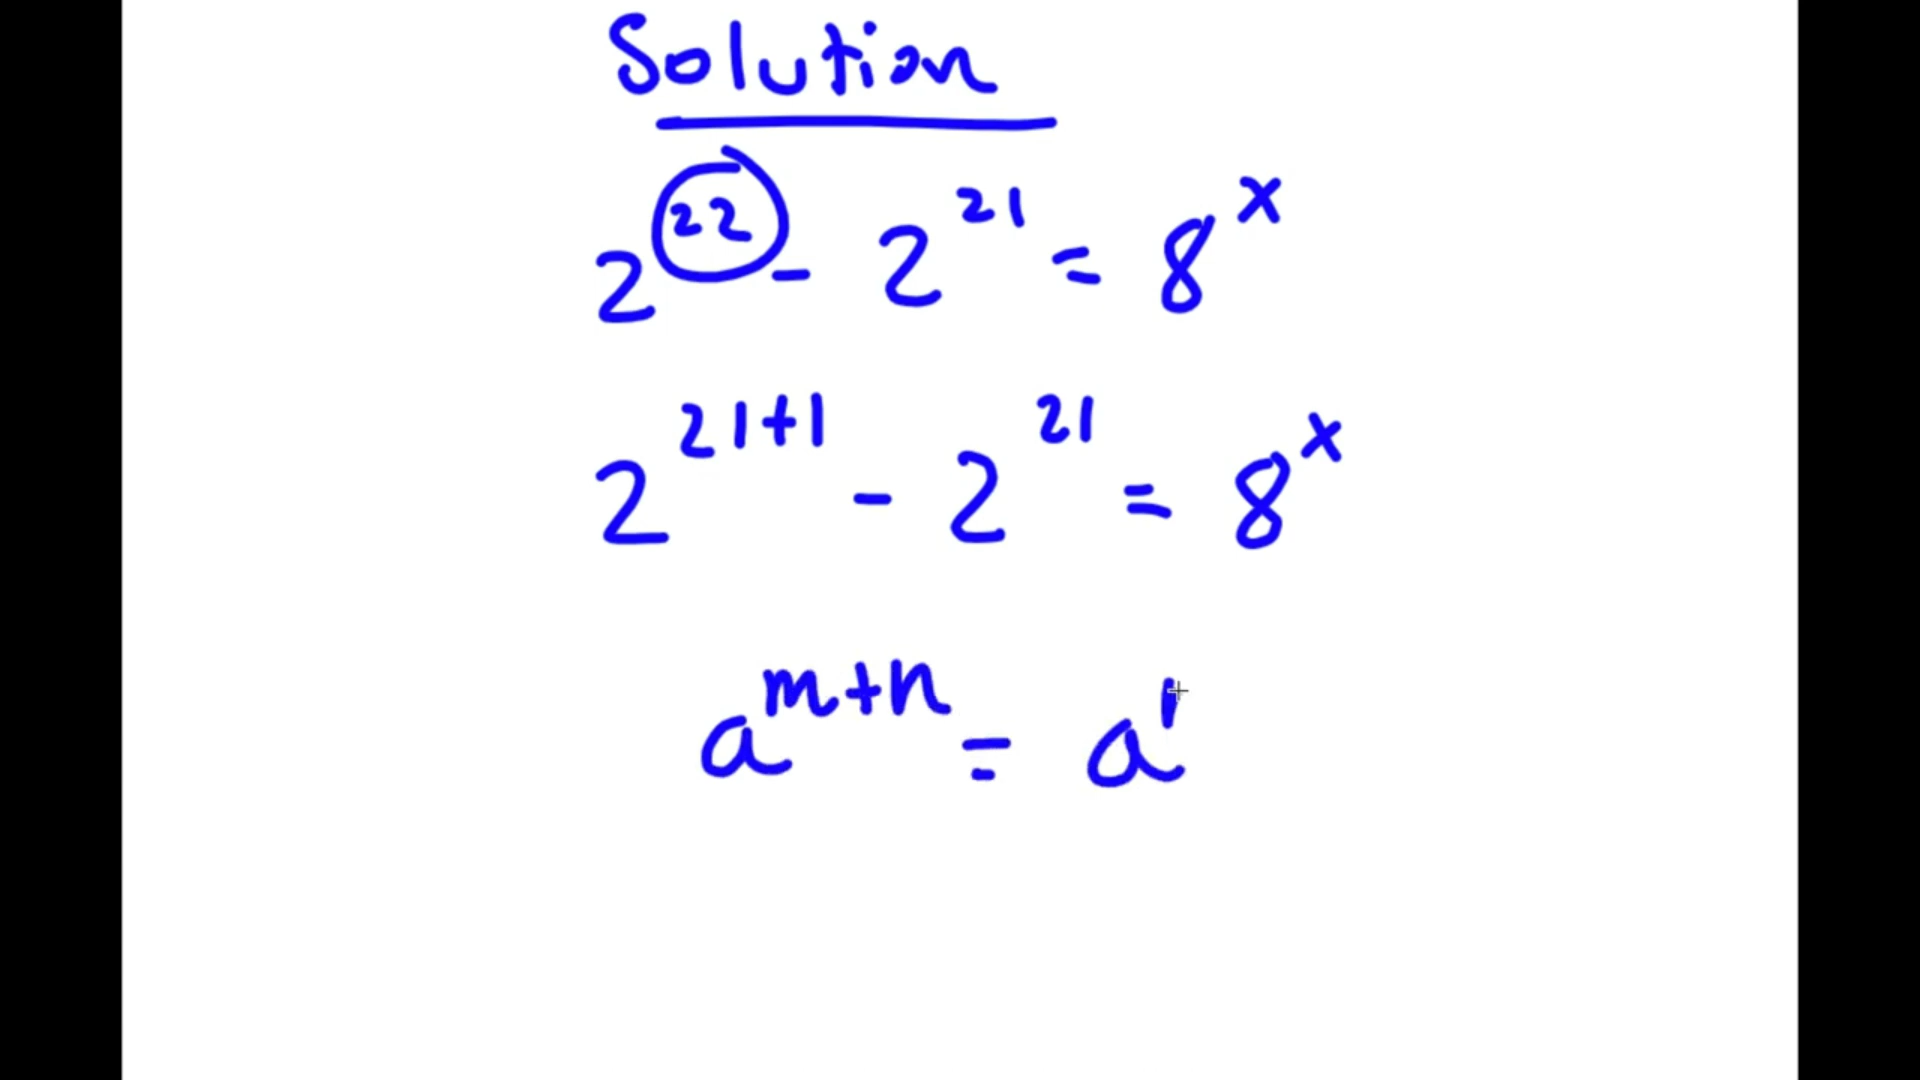 Solution
2^22 - 2^21 = 8^x
2^21+1 - 2^21 = 8^x
a^m+n = a